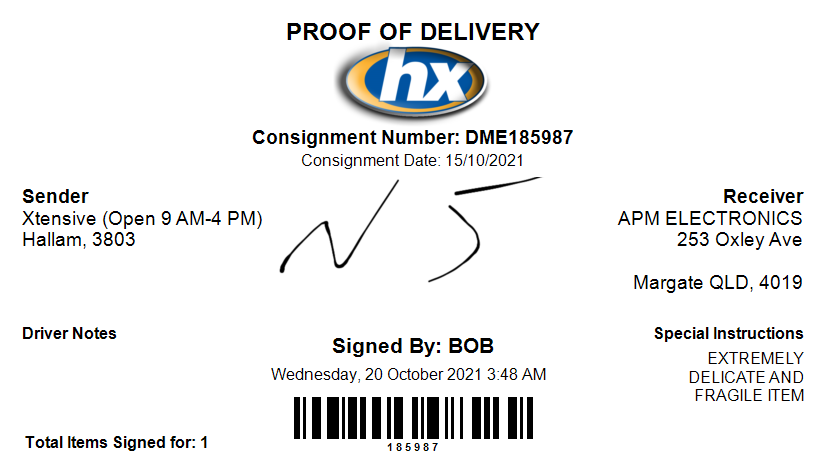 PROOF OF DELIVERY
hx
Consignment Number: DME185987
Consignment Date: 15/10/2021
Sender
Xtensive (Open 9 AM-4 PM)
Hallam, 3803
Receiver
APM ELECTRONICS
253 Oxley Ave
Margate QLD, 4019
Driver Notes
Signed By: BOB
Wednesday, 20 October 2021 3:48 AM
185987
Special Instructions
EXTREMELY
DELICATE AND
FRAGILE ITEM
Total Items Signed for: 1